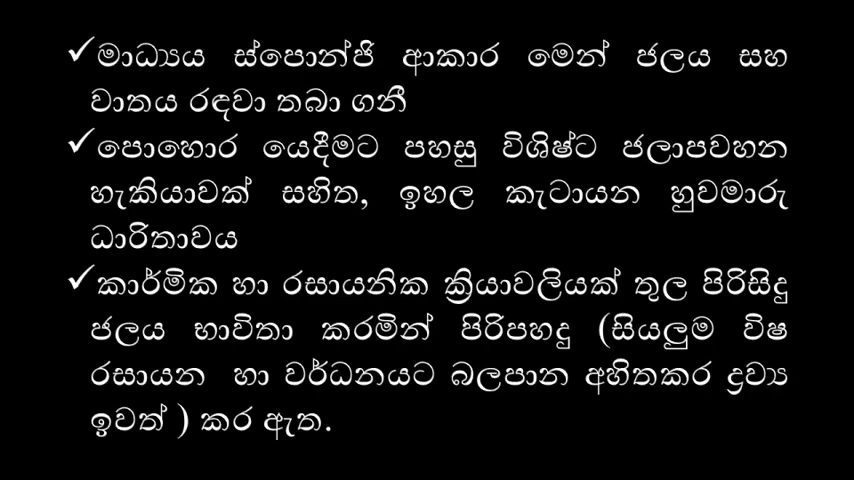 ✓මාධ්‍යය ස්පොන්ජි ආකාර මෙන් ජලය සහ
වාතය රඳවා තබා ගනී
✓පොහොර යෙදීමට පහසු විශිෂ්ට ජලාපවහන
හැකියාවක් සහිත, ඉහල කැටායන හුවමාරු
ධාරිතාවය
✓කාර්මික හා රසායනික ක්‍රියාවලියක් තුල පිරිසිදු
ජලය භාවිතා කරමින් පිරිපහදු (සියලුම විෂ
රසායන හා වර්ධනයට බලපාන අහිතකර ද්‍රව්‍ය
ඉවත් ) කර ඇත.